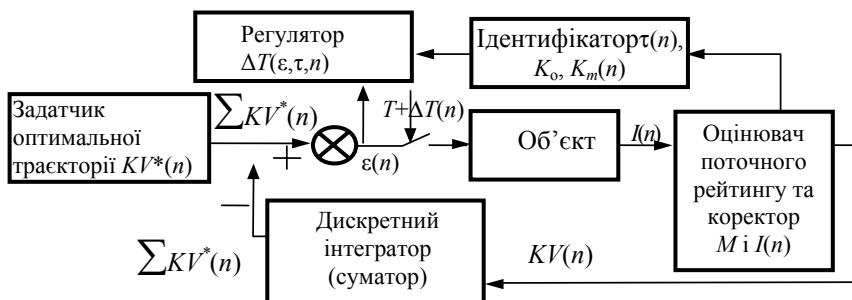 Регулятор
ΔT(ε,τ,n)
Ідентифікаторτ(n),
Kо, Km(n)
Задатчик
оптимальної
траєкторії KV*(n)
∑KV*(n)
+
ε(n)
T+ΔT(n)
Об’єкт
I(n)
Оцінювач
поточного
рейтингу та
коректор
M і I(n)
−
∑KV*(n)
Дискретний
інтегратор
(суматор)
KV(n)